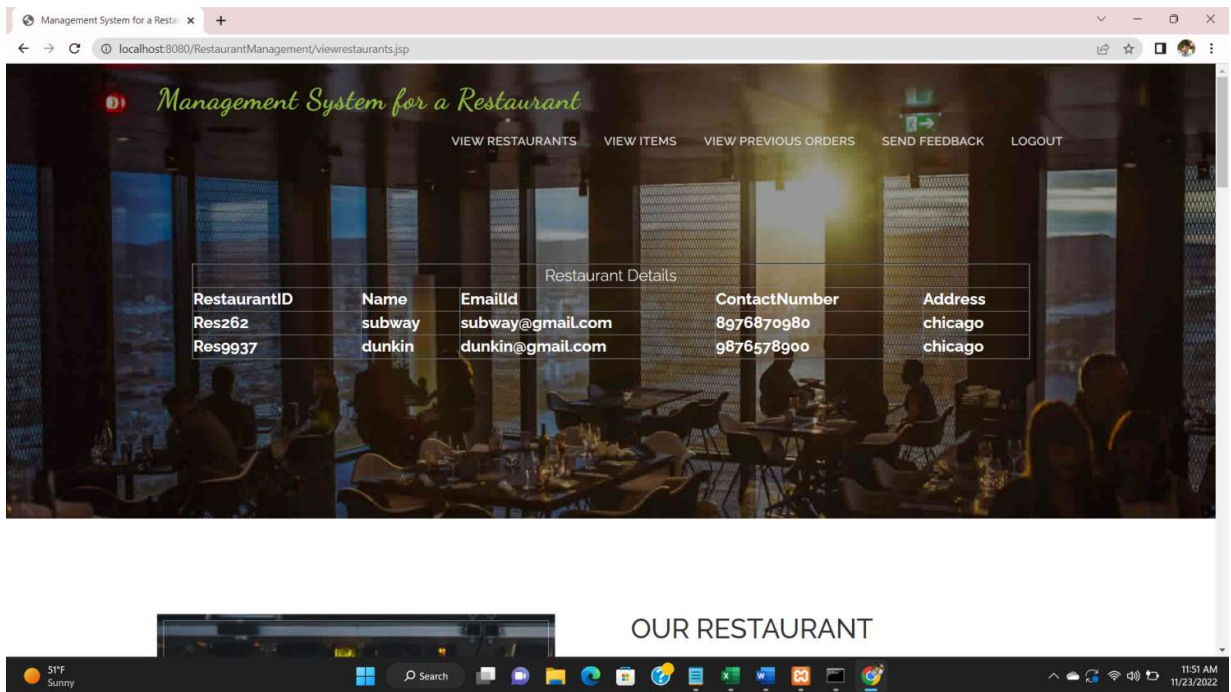 Management System for a Resta
localhost:8080/RestaurantManagement/viewrestaurants.jsp
Management System for a Restaurant
VIEW RESTAURANTS VIEW ITEMS VIEW PREVIOUS ORDERS SEND FEEDBACK LOGOUT
Restaurant Details
RestaurantID Name EmailId ContactNumber Address
Res262 subway subway@gmail.com 8976870980 chicago
Res9937 dunkin dunkin@gmail.com 9876578900 chicago
OUR RESTAURANT
51°F
Sunny
Search
11:51 AM
11/23/2022